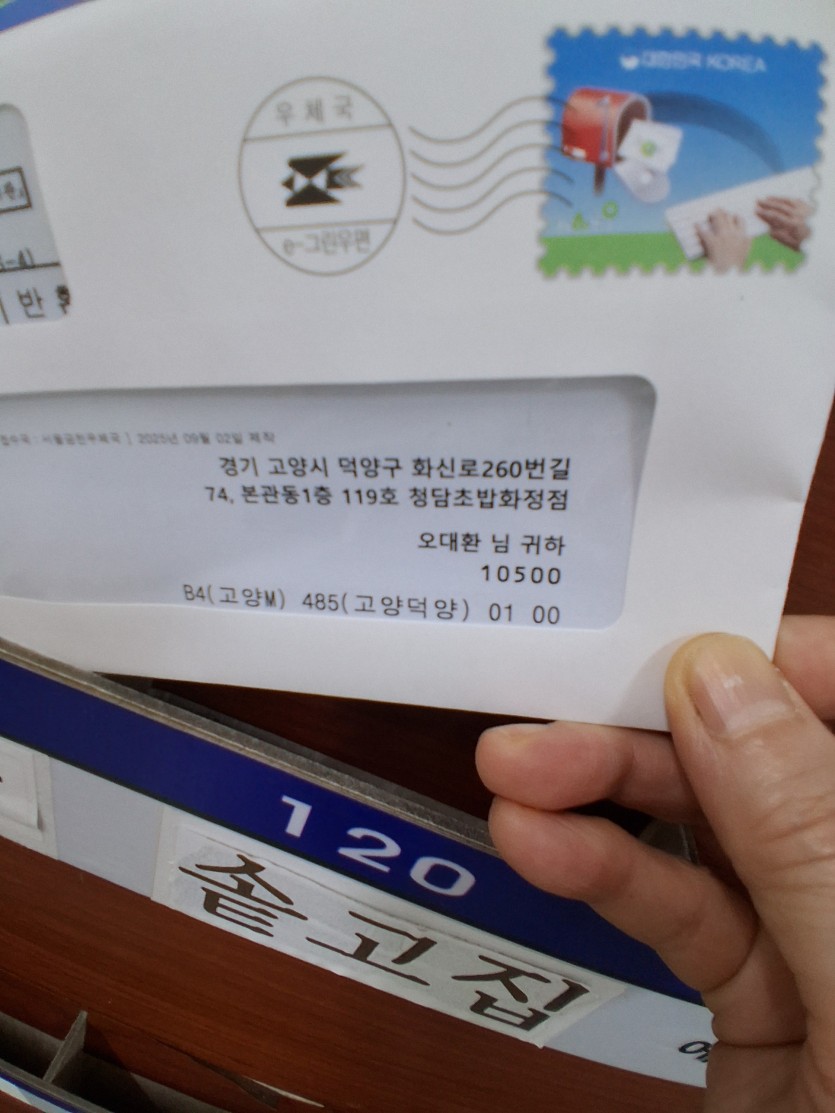 대한민국 KOREA
우체국
e-그린우편
반
2025년 09월 02일 제작
경기 고양시 덕양구 화신로260번길
74, 본관동1층 119호 청담초밥화정점
오대환 님 귀하
10500
B4(고양M) 485(고양덕양) 01 00
120
솥고집